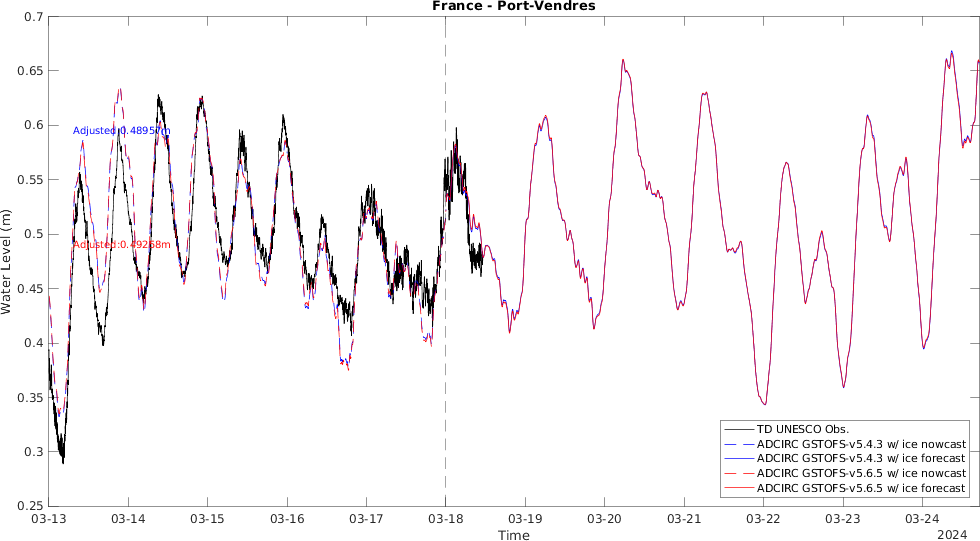 France - Port-Vendres
Water Level (m)
0.7
0.65
0.6
0.55
0.5
0.45
0.4
0.35
0.3
0.25
Adjusted:0.48957m
Adjusted:0.49268m
TD UNESCO Obs.
ADCIRC GSTOFS-v5.4.3 w/ ice nowcast
ADCIRC GSTOFS-v5.4.3 w/ ice forecast
ADCIRC GSTOFS-v5.6.5 w/ ice nowcast
ADCIRC GSTOFS-v5.6.5 w/ ice forecast
03-13 03-14 03-15 03-16 03-17 03-18 03-19 03-20 03-21 03-22 03-23 03-24
Time
2024